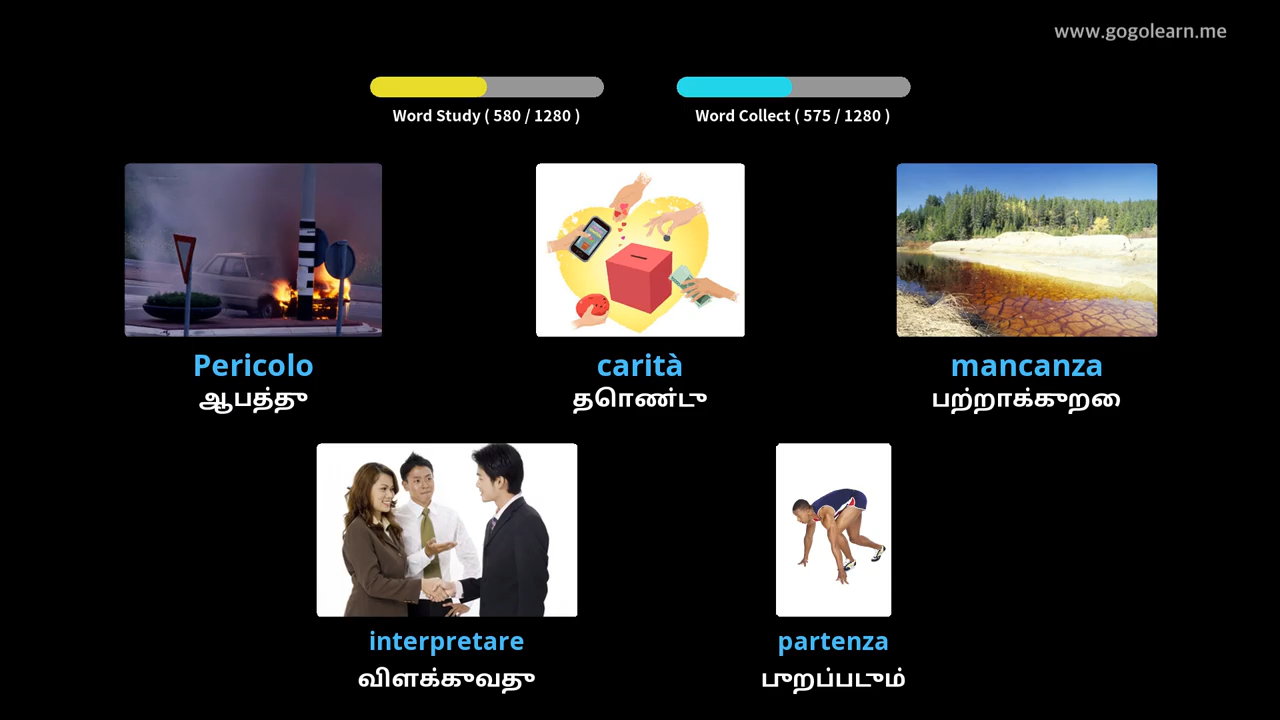 www.gogolearn.me
Word Study ( 580 / 1280 )
Word Collect ( 575 / 1280 )
Pericolo
ஆபத்து
carità
தொண்டு
mancanza
பற்றாக்குறை
interpretare
விளக்குவது
partenza
புறப்படும்